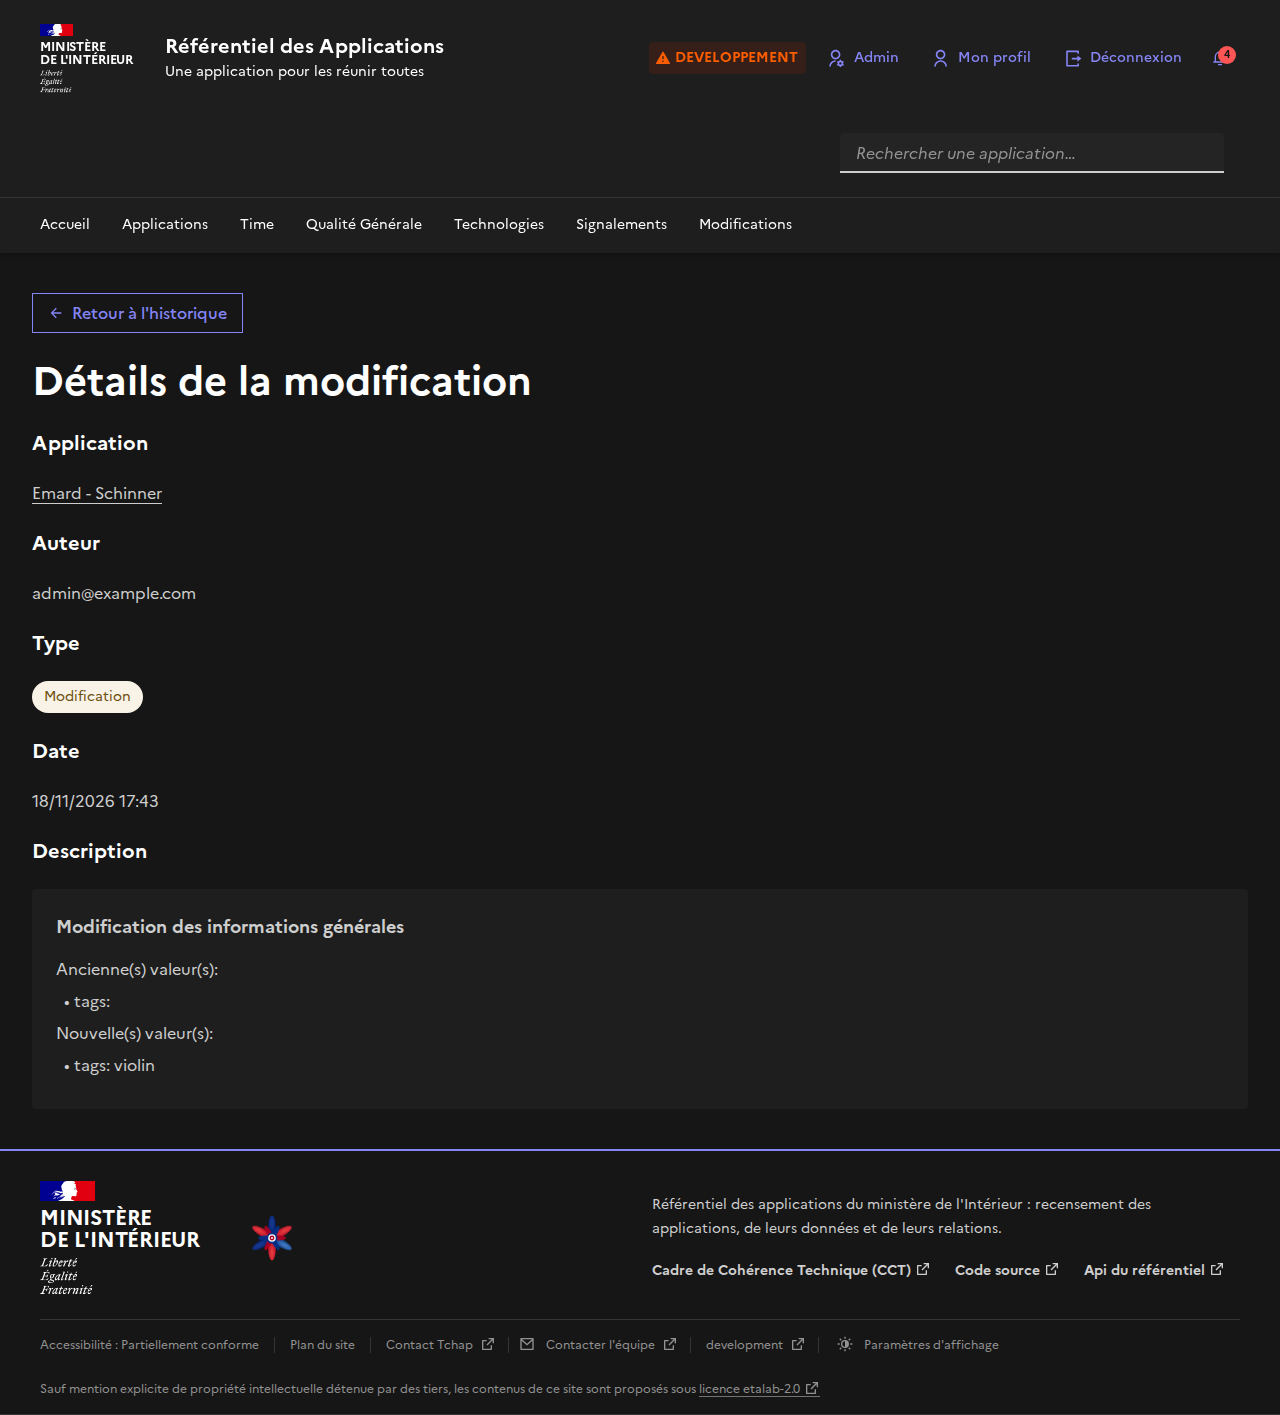 MINISTÈRE
DE L'INTÉRIEUR
Liberté
Égalité
Fraternité
Référentiel des Applications
Une application pour les réunir toutes
DEVELOPPEMENT
Admin
Mon profil
Déconnexion
4
Rechercher une application...
Accueil
Applications
Time
Qualité Générale
Technologies
Signalements
Modifications
Retour à l'historique
Détails de la modification
Application
Emard - Schinner
Auteur
admin@example.com
Type
Modification
Date
18/11/2026 17:43
Description
Modification des informations générales
Ancienne(s) valeur(s):
• tags:
Nouvelle(s) valeur(s):
• tags: violin
MINISTÈRE
DE L'INTÉRIEUR
Liberté
Égalité
Fraternité
Référentiel des applications du ministère de l'Intérieur : recensement des
applications, de leurs données et de leurs relations.
Cadre de Cohérence Technique (CCT)
Code source
Api du référentiel
Accessibilité : Partiellement conforme
Plan du site
Contact Tchap
Contacter l'équipe
development
Paramètres d'affichage
Sauf mention explicite de propriété intellectuelle détenue par des tiers, les contenus de ce site sont proposés sous licence etalab-2.0